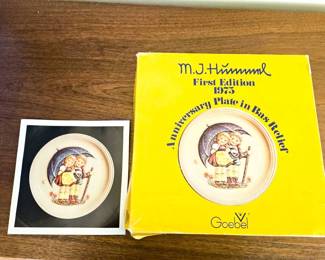 M.J. Hummel
First Edition
1975
Anniversary Plate in Bas Relief
Goebel